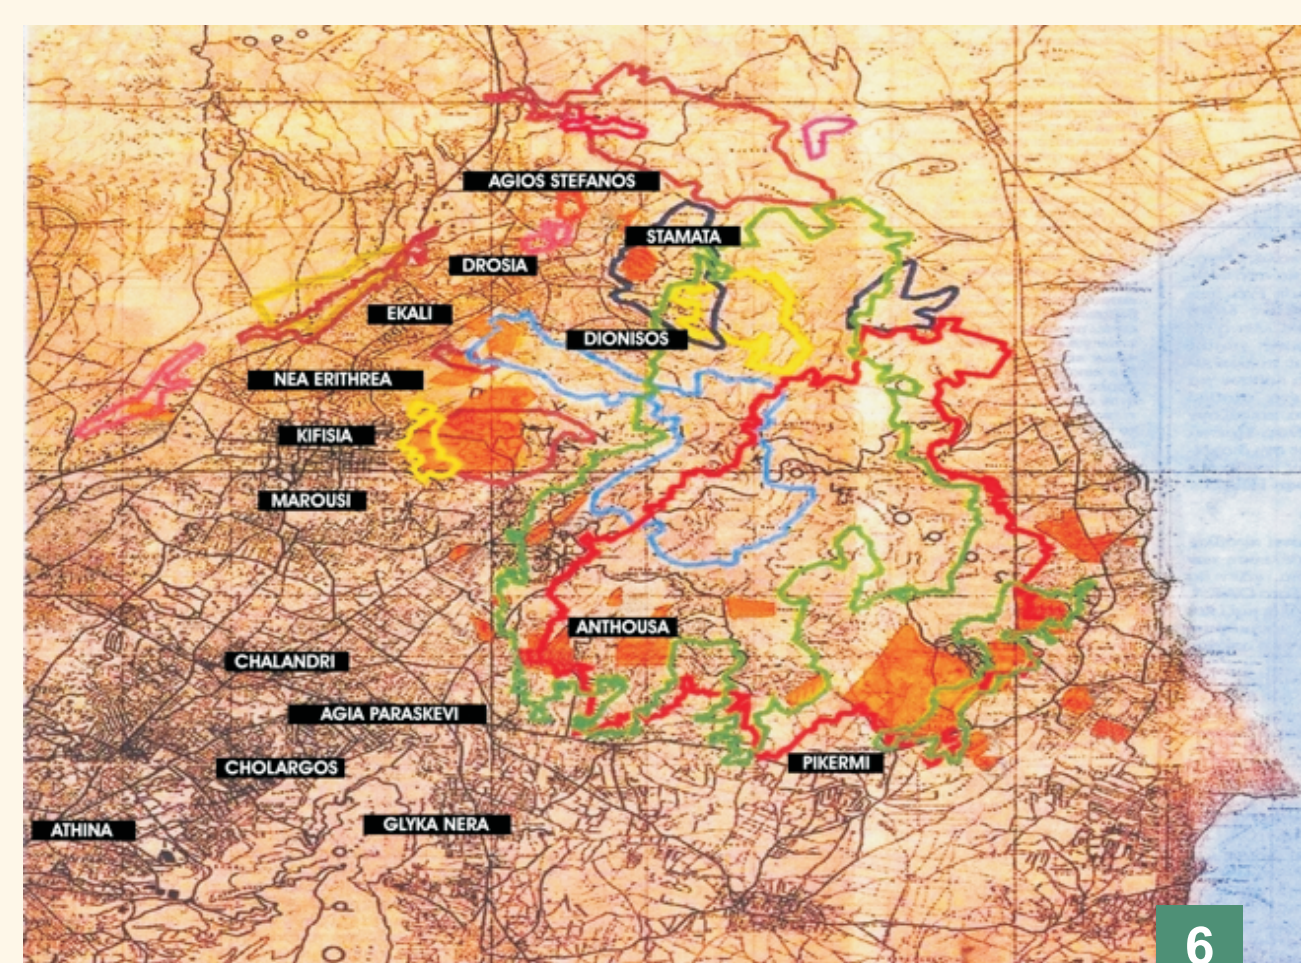 AGIOS STEFANOS
STAMATA
DROSIA
EKALI
DIONISOS
NEA ERITHREA
KIFISIA
MAROUSI
ANTHOUSA
CHALANDRI
AGIA PARASKEVI
PIKERMI
CHOLARGOS
GLYKA NERA
ATHINA
6